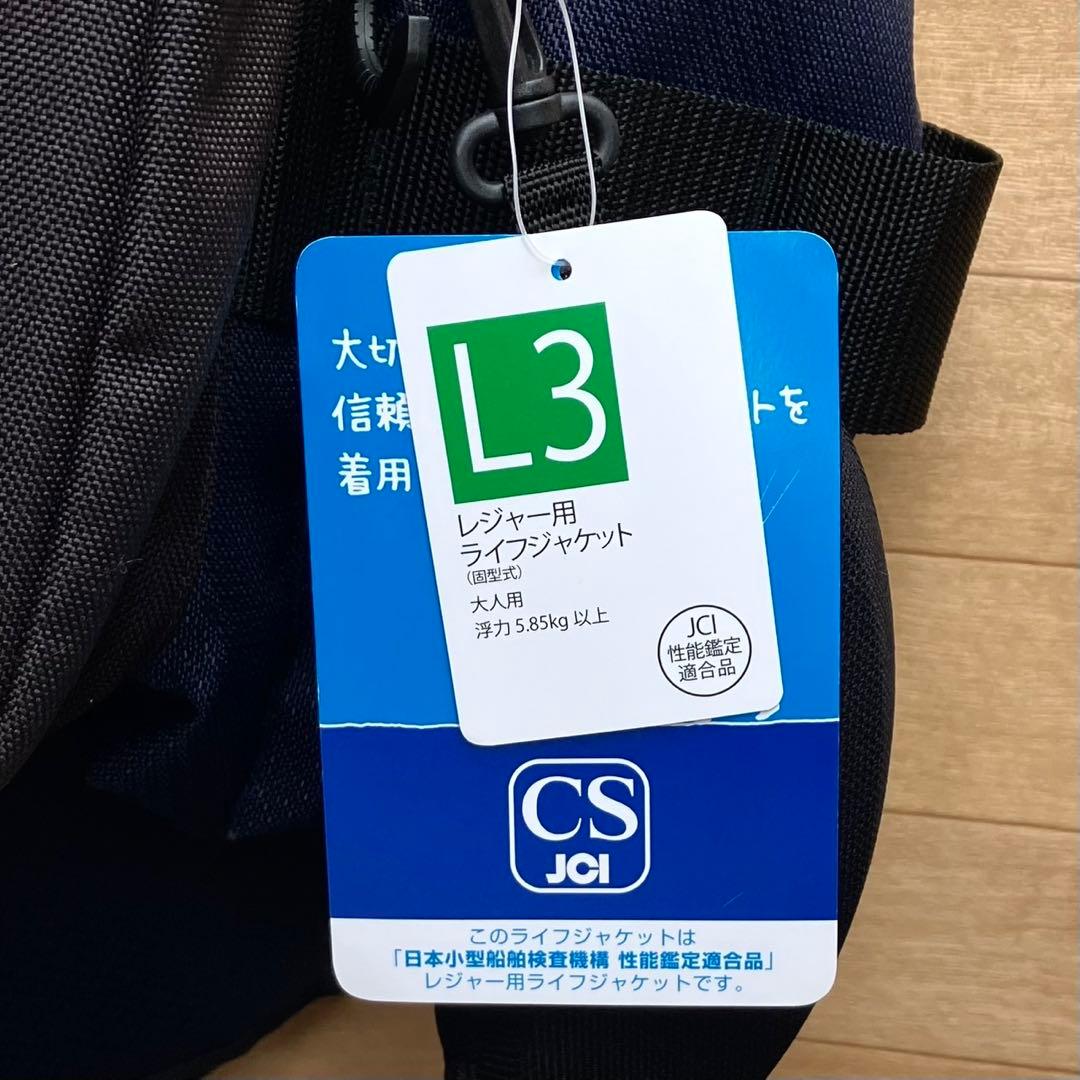 大切
信頼
トを
着用
L3
レジャー用
ライフジャケット
(固型式)
大人用
浮力 5.85kg 以上
JCI
性能鑑定
適合品
CS
JCI
このライフジャケットは
「日本小型船舶検査機構 性能鑑定適合品」
レジャー用ライフジャケットです。